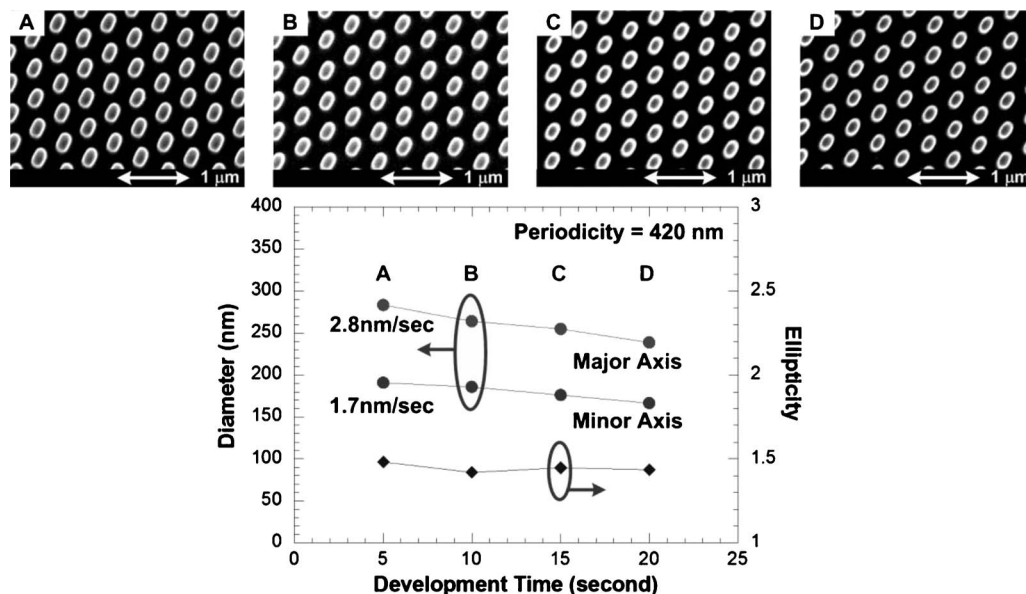 A
B
C
D
1 μm
1 μm
1 μm
1 μm
400
350
300
250
200
150
100
50
0
Diameter (nm)
Periodicity = 420 nm
A
B
C
D
2.8nm/sec
Major Axis
1.7nm/sec
Minor Axis
3
2.5
2
1.5
1
Ellipticity
0
5
10
15
20
25
Development Time (second)